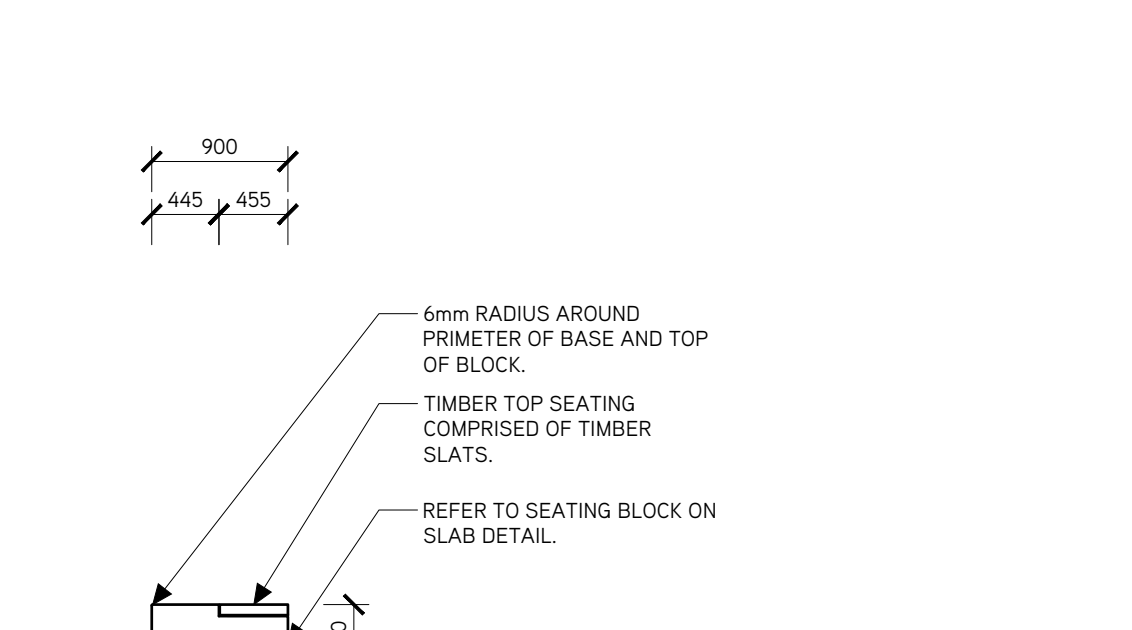 900
445 455
6mm RADIUS AROUND
PRIMETER OF BASE AND TOP
OF BLOCK.
TIMBER TOP SEATING
COMPRISED OF TIMBER
SLATS.
REFER TO SEATING BLOCK ON
SLAB DETAIL.